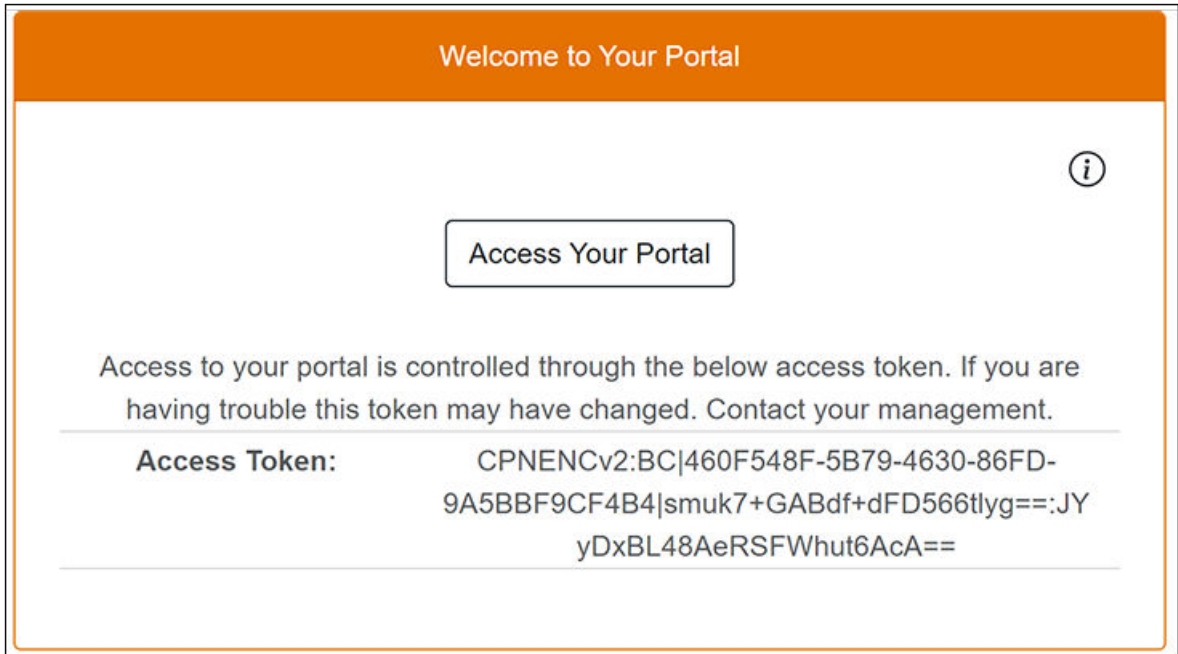 Welcome to Your Portal
Access Your Portal
Access to your portal is controlled through the below access token. If you are
having trouble this token may have changed. Contact your management.
Access Token:
CPNENCv2:BC|460F548F-5B79-4630-86FD-
9A5BBF9CF4B4|smuk7+GABdf+dFD566tlyg==:JY
yDxBL48AeRSFWhut6AcA==